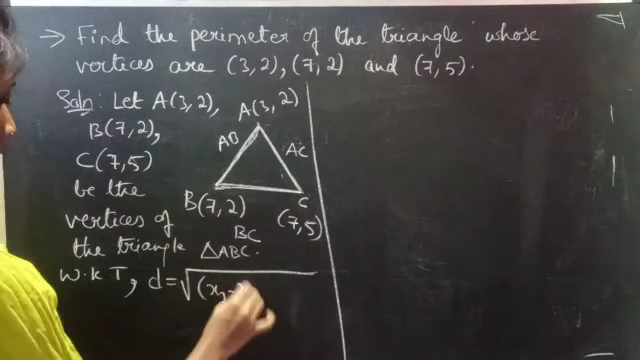 → Find the perimeter of the triangle whose
vertices are (3,2), (7,2) and (7,5).
Soln: Let A(3,2),
B(7,2),
C(7,5)
be the
vertices of
the triangle △ABC.
W.K.T, d=√(x₂-
A(3,2)
AB
AC
B(7,2)
C
(7,5)
BC